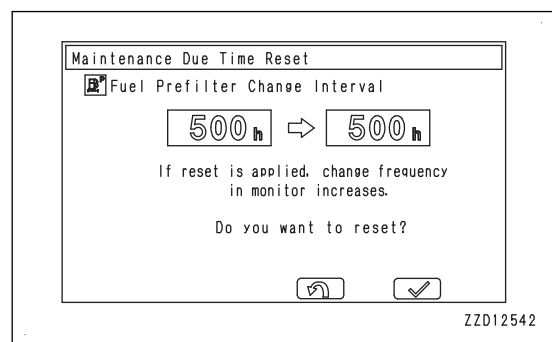 Maintenance Due Time Reset
P Fuel Prefilter Change Interval
500h 500h
If reset is applied, change frequency
in monitor increases.
Do you want to reset?
ZZD12542